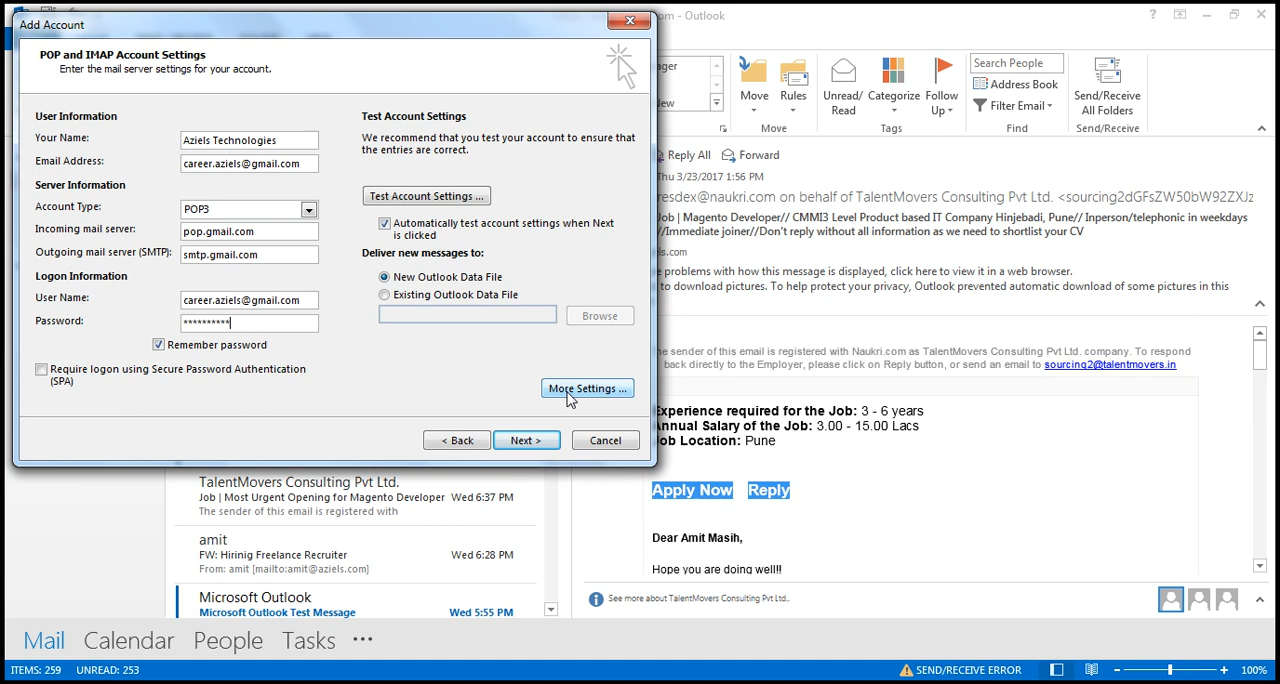 Add Account
om - Outlook
POP and IMAP Account Settings
Enter the mail server settings for your account.
User Information
Your Name: Aziels Technologies
Email Address: career.aziels@gmail.com
Server Information
Account Type: POP3
Incoming mail server: pop.gmail.com
Outgoing mail server (SMTP): smtp.gmail.com
Logon Information
User Name: career.aziels@gmail.com
Password: **********
Remember password
Require logon using Secure Password Authentication
(SPA)
Test Account Settings
We recommend that you test your account to ensure that
the entries are correct.
Test Account Settings ...
Automatically test account settings when Next
is clicked
Deliver new messages to:
New Outlook Data File
Existing Outlook Data File
Browse
More Settings ...
< Back
Next >
Cancel
ager
ew
Move
Rules
Move
Unread/
Read
Categorize
Follow
Up
Tags
Search People
Address Book
Filter Email
Find
Send/Receive
All Folders
Send/Receive
Reply All
Forward
Thu 3/23/2017 1:56 PM
resdex@naukri.com on behalf of TalentMovers Consulting Pvt Ltd. <sourcing2dGFsZW50bW92ZXJz
Job | Magento Developer// CMMI3 Level Product based IT Company Hinjebadi, Pune// Inperson/telephonic in weekdays
//Immediate joiner//Don't reply without all information as we need to shortlist your CV
ls.com
e problems with how this message is displayed, click here to view it in a web browser.
to download pictures. To help protect your privacy, Outlook prevented automatic download of some pictures in this
he sender of this email is registered with Naukri.com as TalentMovers Consulting Pvt Ltd. company. To respond
back directly to the Employer, please click on Reply button, or send an email to sourcing2@talentmovers.in
Experience required for the Job: 3 - 6 years
Annual Salary of the Job: 3.00 - 15.00 Lacs
Job Location: Pune
Apply Now
Reply
Dear Amit Masih,
Hope you are doing well!!
See more about TalentMovers Consulting Pvt Ltd..
TalentMovers Consulting Pvt Ltd.
Job | Most Urgent Opening for Magento Developer Wed 6:37 PM
The sender of this email is registered with
amit
FW: Hirinig Freelance Recruiter Wed 6:28 PM
From: amit [mailto:amit@aziels.com]
Microsoft Outlook
Microsoft Outlook Test Message Wed 5:55 PM
Mail Calendar People Tasks ...
ITEMS: 259 UNREAD: 253
SEND/RECEIVE ERROR
100%